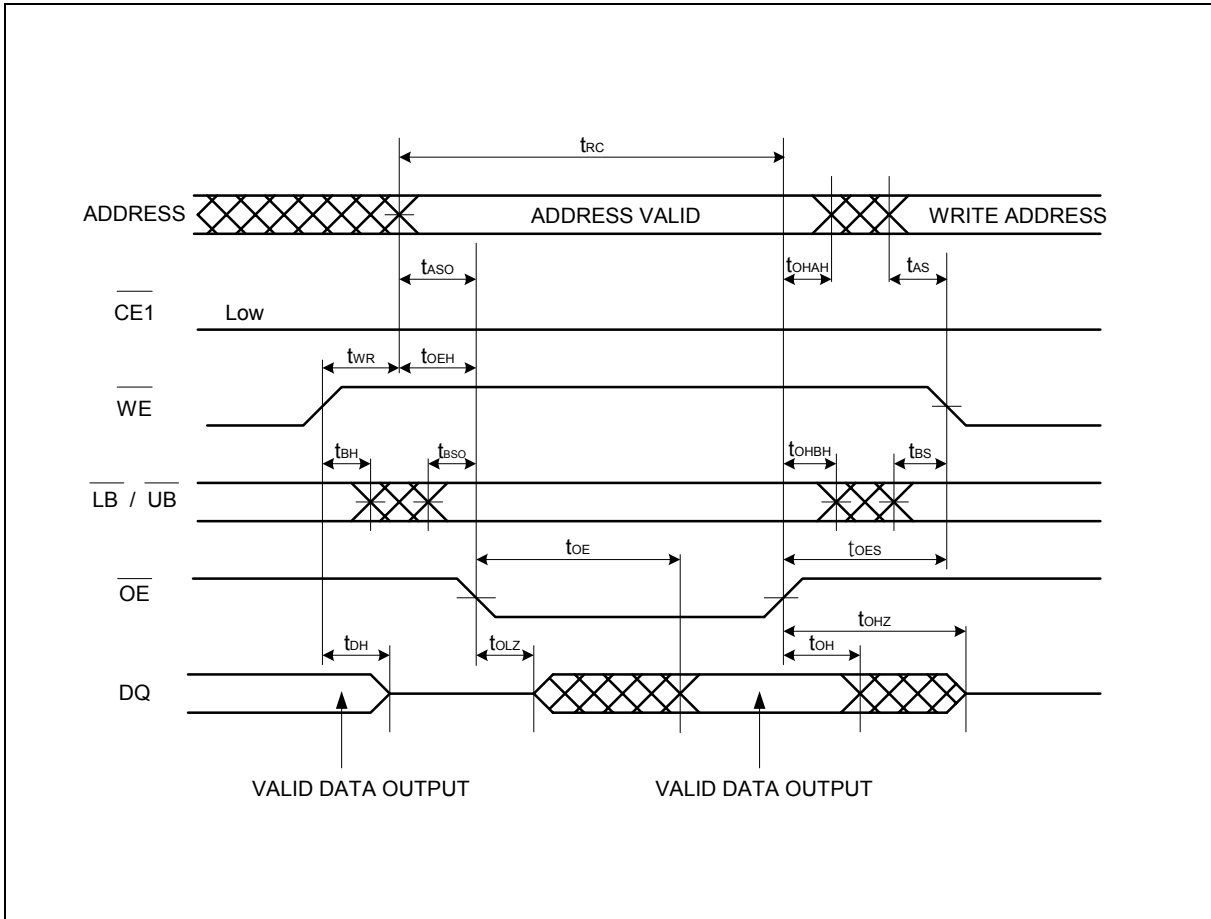 tRC
ADDRESS
ADDRESS VALID
WRITE ADDRESS
tASO
tOHAH
tAS
CE1
Low
tWR
tOEH
WE
tBH
tBSO
tOHBH
tBS
LB / UB
tOE
tOES
OE
tOHZ
tDH
tOLZ
tOH
DQ
VALID DATA OUTPUT
VALID DATA OUTPUT